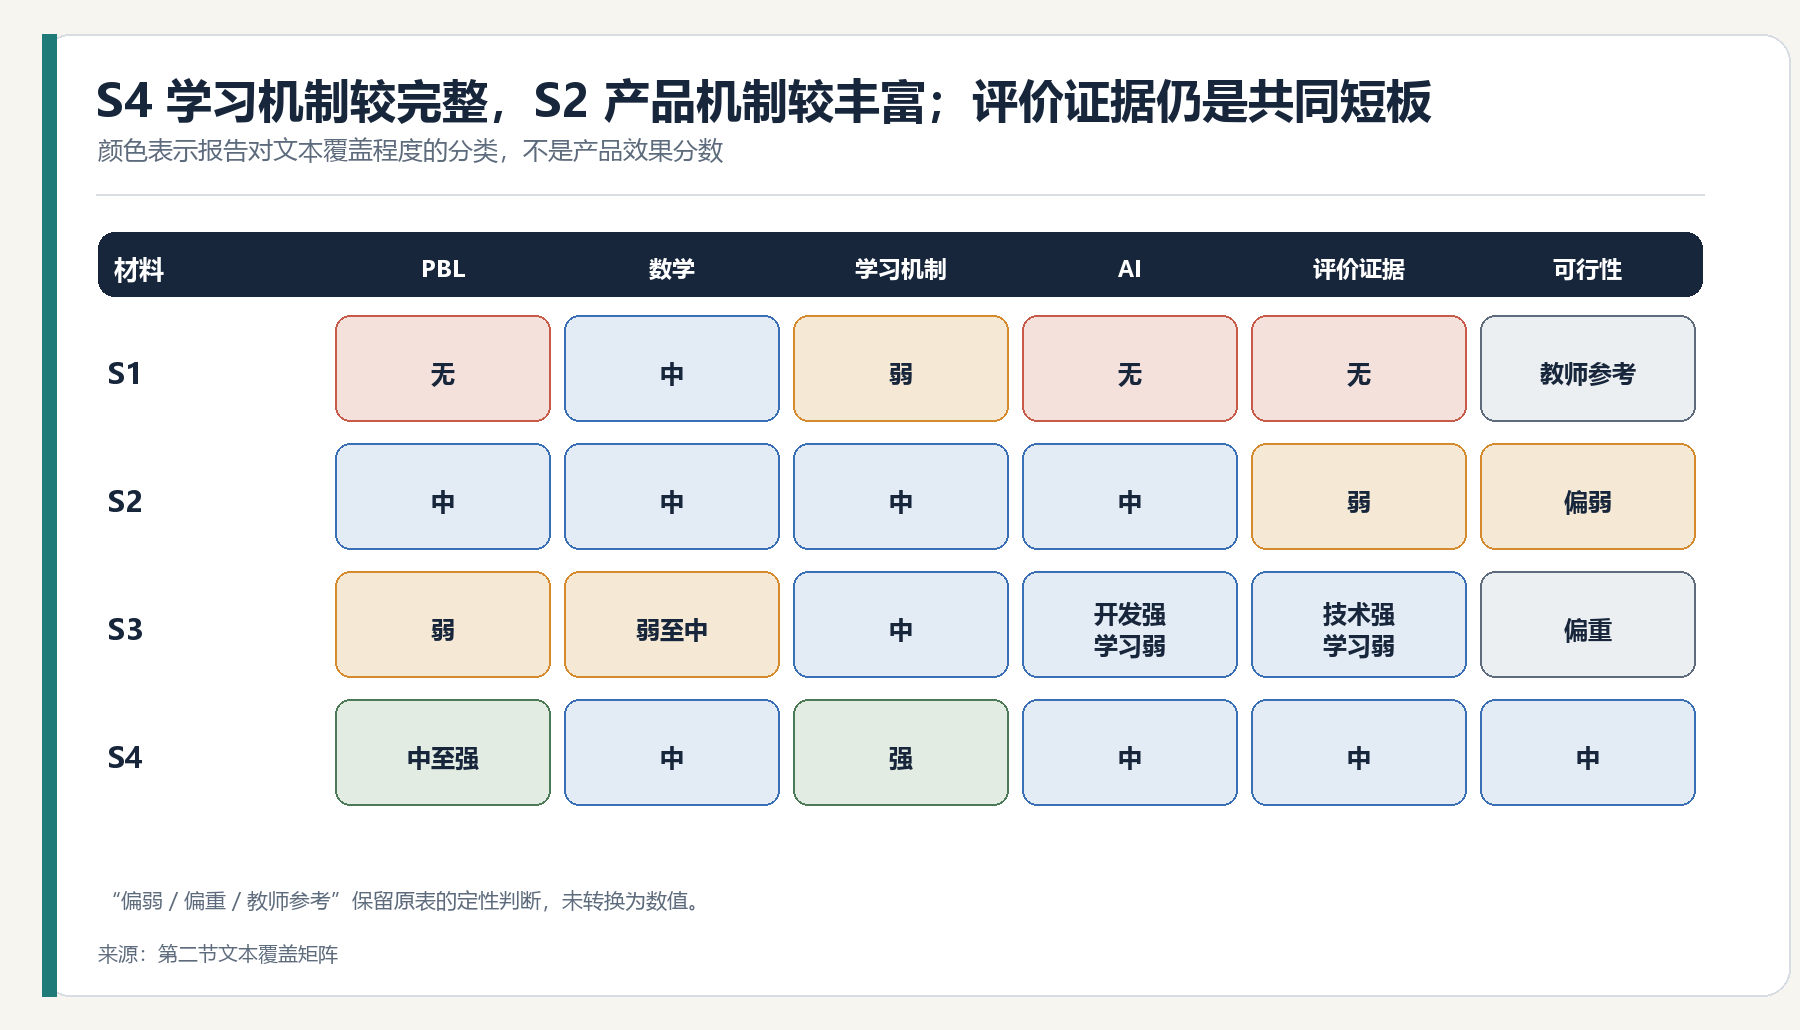 S4 学习机制较完整，S2 产品机制较丰富；评价证据仍是共同短板
颜色表示报告对文本覆盖程度的分类，不是产品效果分数
材料 PBL 数学 学习机制 AI 评价证据 可行性
S1 无 中 弱 无 无 教师参考
S2 中 中 中 中 弱 偏弱
S3 弱 弱至中 中 开发强 学习弱 技术强 学习弱 偏重
S4 中至强 中 强 中 中 中
“偏弱 / 偏重 / 教师参考”保留原表的定性判断，未转换为数值。
来源：第二节文本覆盖矩阵